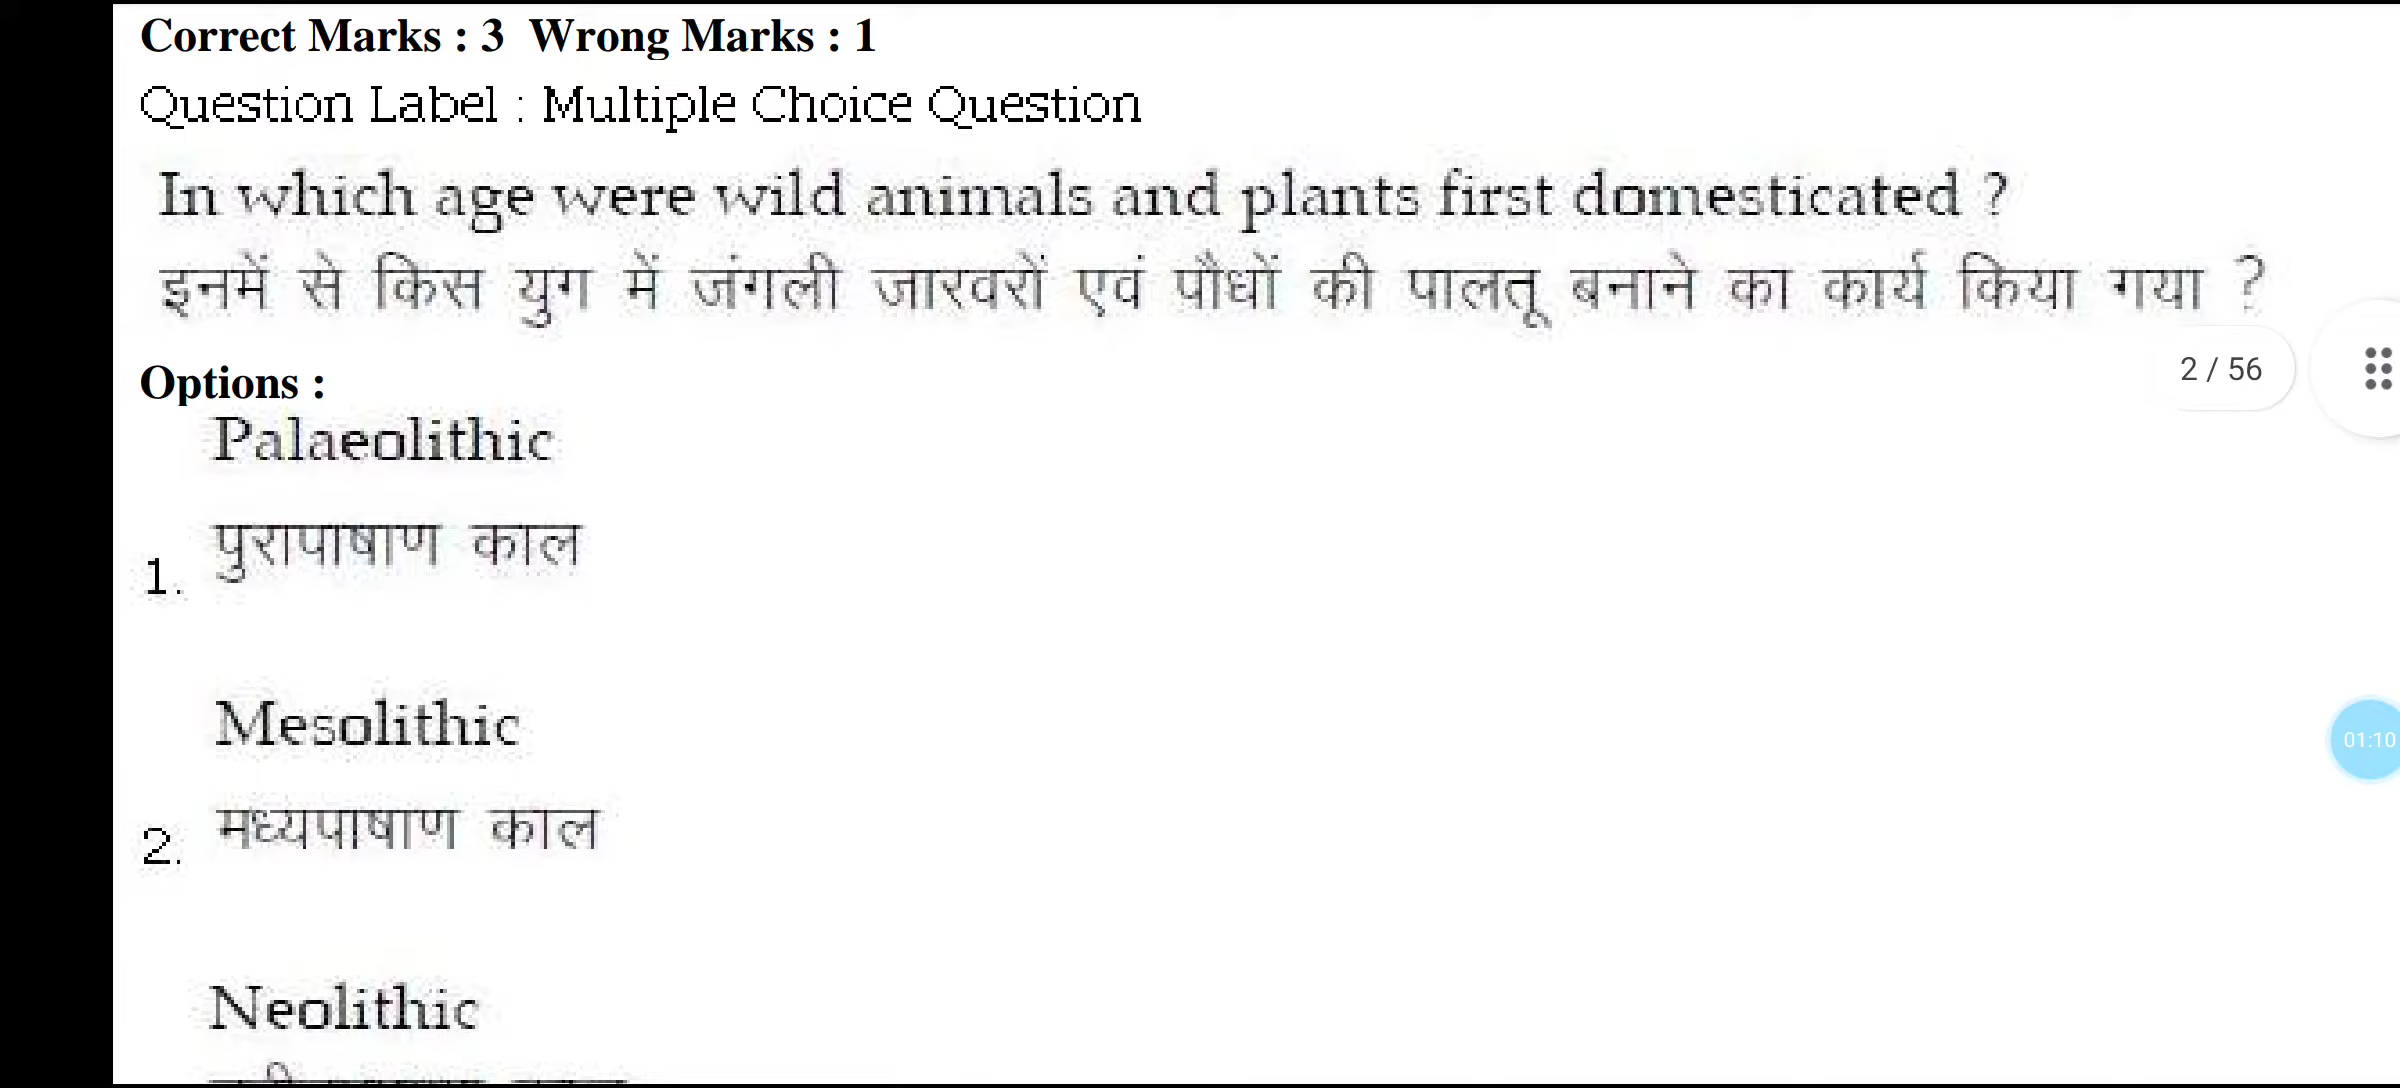 Correct Marks : 3 Wrong Marks : 1
Question Label : Multiple Choice Question
In which age were wild animals and plants first domesticated ?
इनमें से किस युग में जंगली जारवरों एवं पौधों की पालतू बनाने का कार्य किया गया ?
Options :
2 / 56
Palaeolithic
1. पुरापाषाण काल
Mesolithic
01:10
2. मध्यपाषाण काल
Neolithic